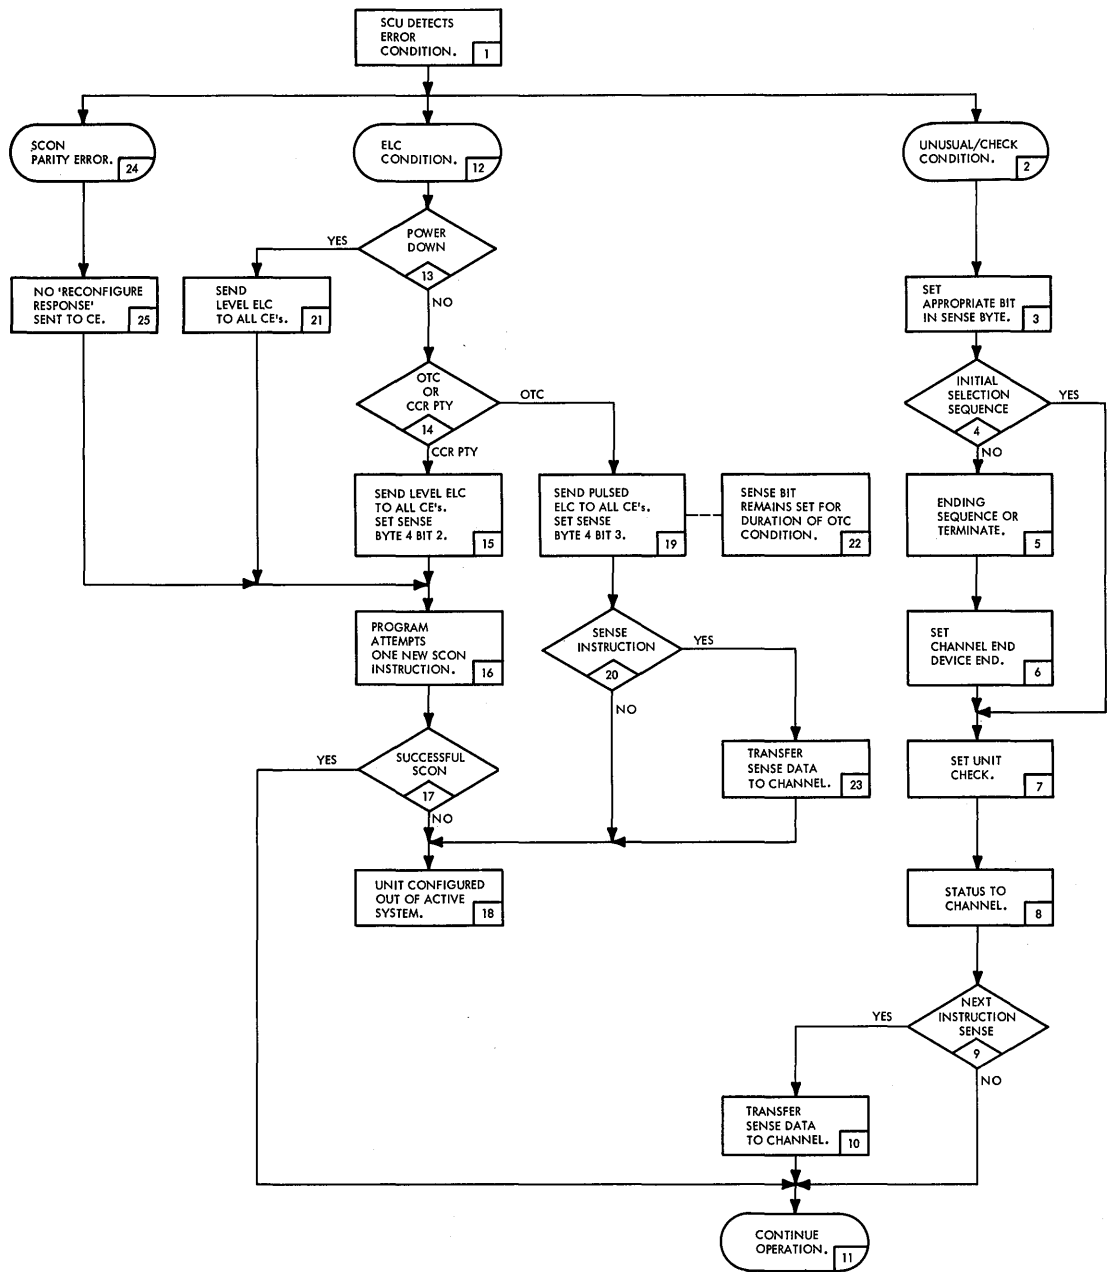 SCU DETECTS
ERROR
CONDITION.
1
SCON
PARITY ERROR.
24
ELC
CONDITION.
12
UNUSUAL/CHECK
CONDITION.
2
YES
POWER
DOWN
13
NO
NO 'RECONFIGURE
RESPONSE'
SENT TO CE.
25
SEND
LEVEL ELC
TO ALL CE's.
21
SET
APPROPRIATE BIT
IN SENSE BYTE.
3
OTC
OR
CCR PTY
14
OTC
CCR PTY
INITIAL
SELECTION
SEQUENCE
4
YES
NO
SEND LEVEL ELC
TO ALL CE's.
SET SENSE
BYTE 4 BIT 2.
15
SEND PULSED
ELC TO ALL CE's.
SET SENSE
BYTE 4 BIT 3.
19
SENSE BIT
REMAINS SET FOR
DURATION OF OTC
CONDITION.
22
ENDING
SEQUENCE OR
TERMINATE.
5
PROGRAM
ATTEMPTS
ONE NEW SCON
INSTRUCTION.
16
SENSE
INSTRUCTION
20
YES
NO
SET
CHANNEL END
DEVICE END.
6
YES
SUCCESSFUL
SCON
17
NO
TRANSFER
SENSE DATA
TO CHANNEL.
23
SET UNIT
CHECK.
7
UNIT CONFIGURED
OUT OF ACTIVE
SYSTEM.
18
STATUS TO
CHANNEL.
8
YES
NEXT
INSTRUCTION
SENSE
9
NO
TRANSFER
SENSE DATA
TO CHANNEL.
10
CONTINUE
OPERATION.
11